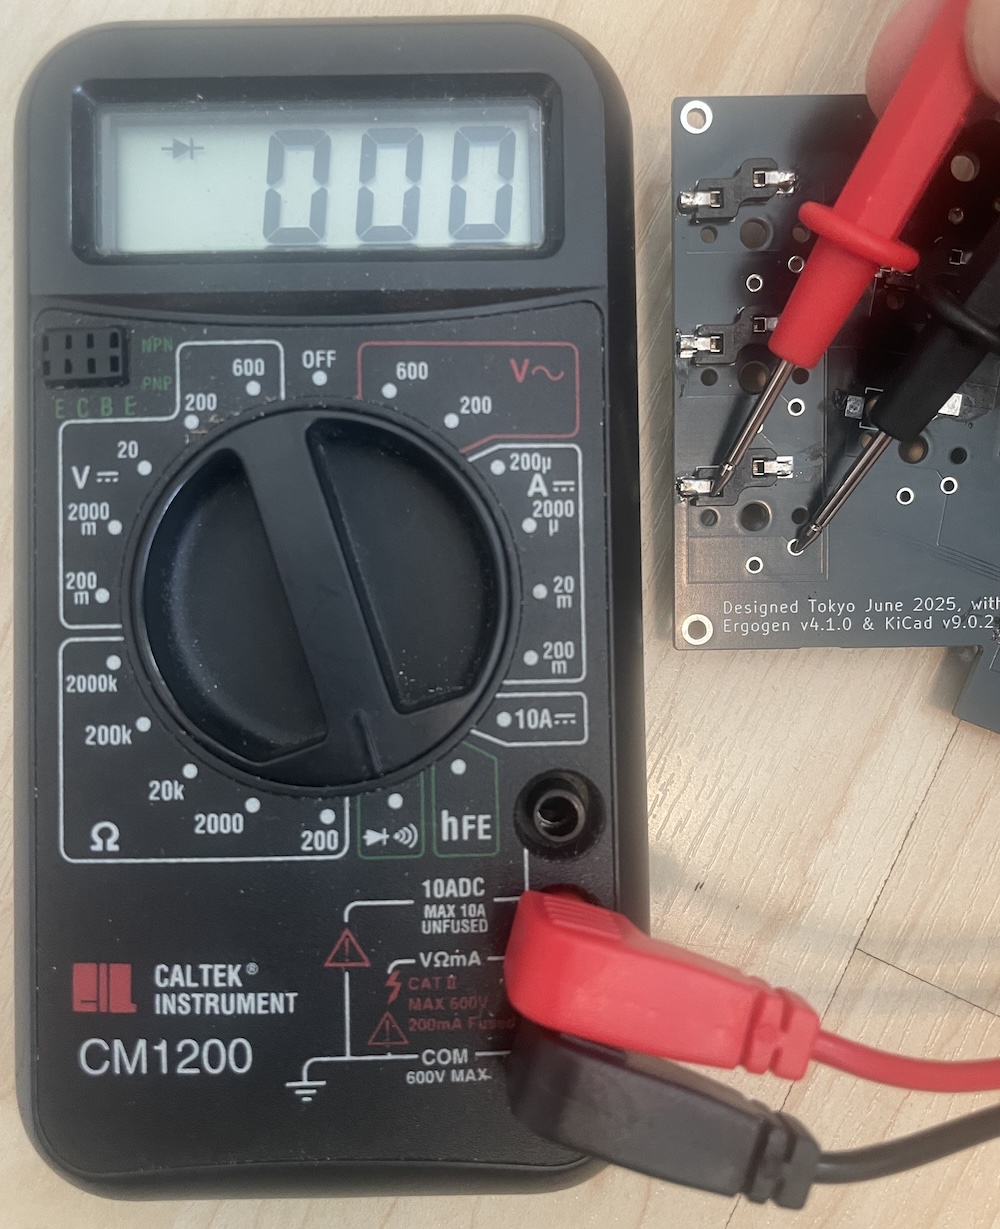 000
NPN
PNP
E C B E
600
OFF
600
V~
200
200
20
V
200µ
A
2000
m
2000
µ
200
m
20
m
200
m
2000k
200k
10A
20k
2000
200
Ω
hFE
10ADC
MAX 10A
UNFUSED
VΩmA
CAT II
MAX 600V
200mA Fused
COM
600V MAX
CALTEK®
INSTRUMENT
CM1200
Designed Tokyo June 2025, with
Ergogen v4.1.0 & KiCad v9.0.2,